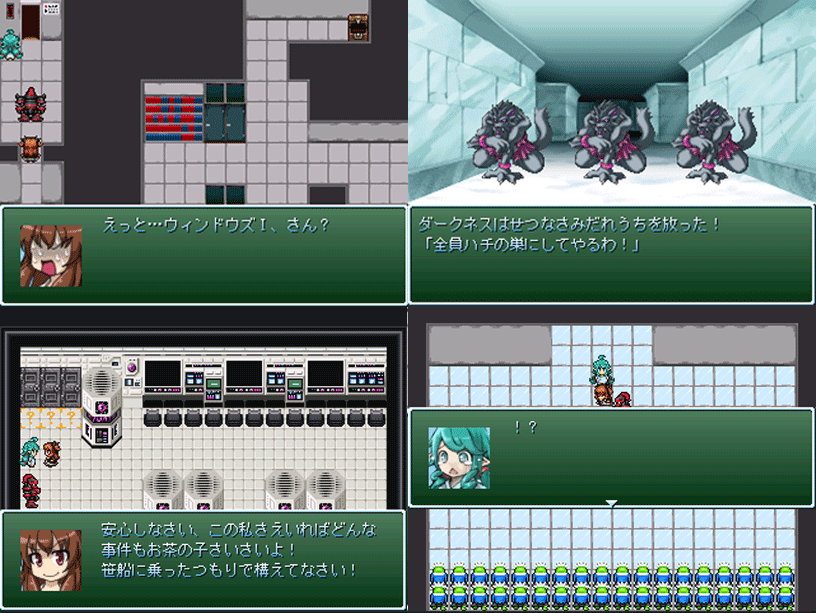 えっと…ウィンドウズI、さん？
ダークネスはせつなさみだれうちを放った！
「全員ハチの巣にしてやるわ！」
安心しなさい、この私さえいればどんな
事件もお茶の子さいさいよ！
笹船に乗ったつもりで構えてなさい！
！？